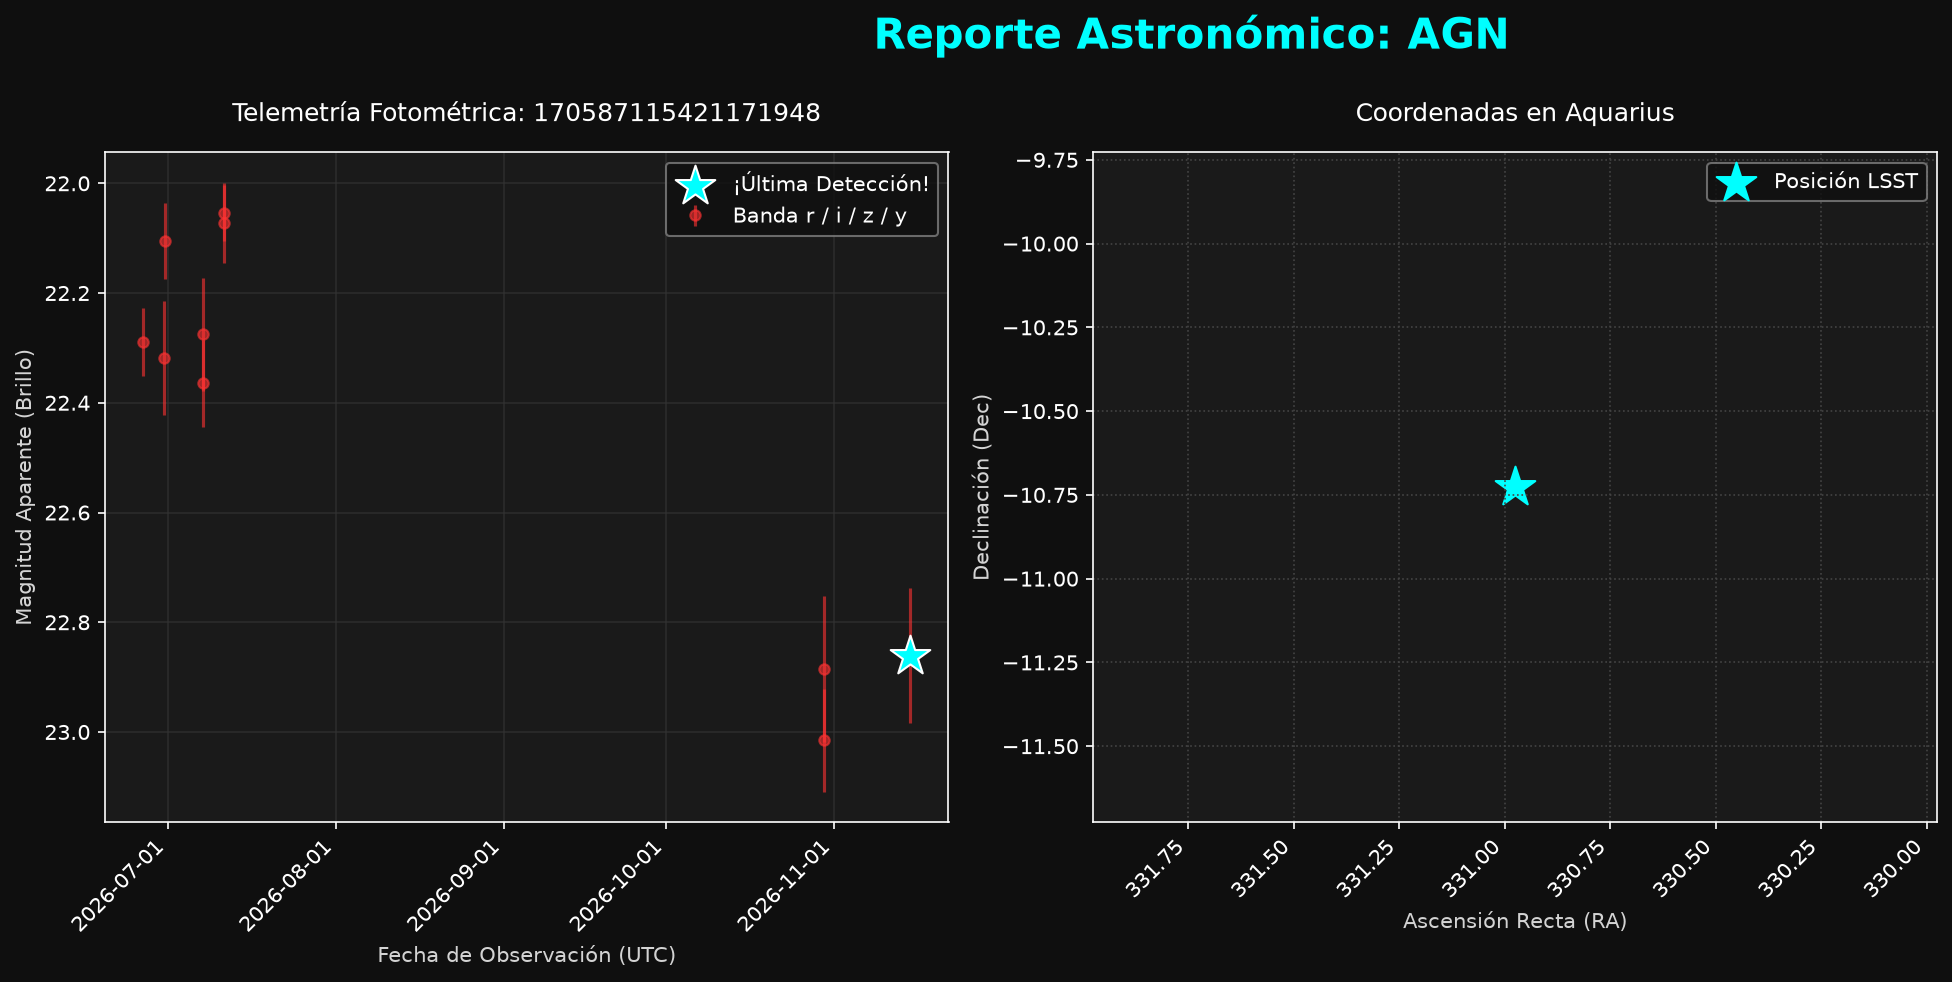 Reporte Astronómico: AGN
Telemetría Fotométrica: 170587115421171948
¡Última Detección!
Banda r / i / z / y
Magnitud Aparente (Brillo)
22.0
22.2
22.4
22.6
22.8
23.0
2026-07-01
2026-08-01
2026-09-01
2026-10-01
2026-11-01
Fecha de Observación (UTC)
Coordenadas en Aquarius
Posición LSST
Declinación (Dec)
−9.75
−10.00
−10.25
−10.50
−10.75
−11.00
−11.25
−11.50
331.75
331.50
331.25
331.00
330.75
330.50
330.25
330.00
Ascensión Recta (RA)